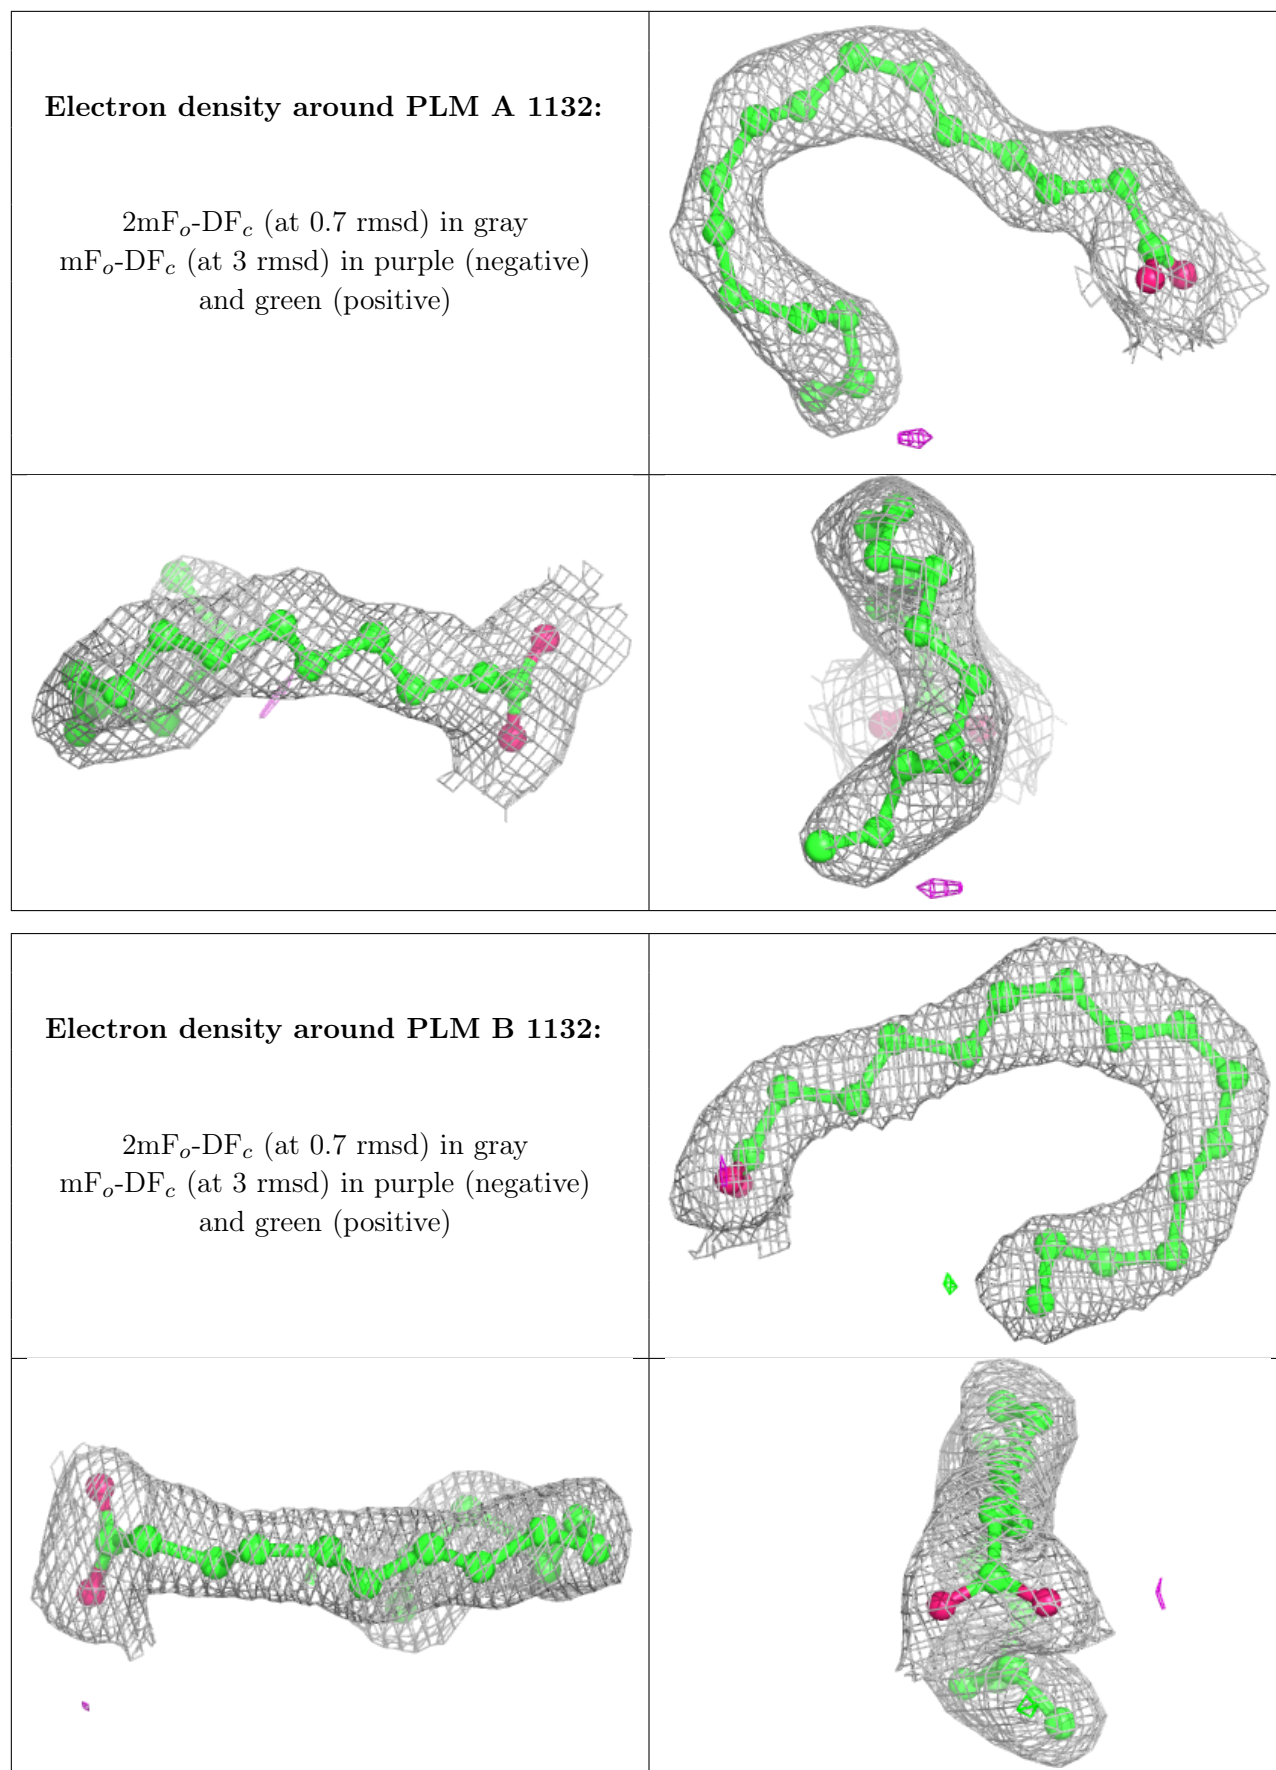 Electron density around PLM A 1132:
2mFo-DFc (at 0.7 rmsd) in gray
mFo-DFc (at 3 rmsd) in purple (negative)
and green (positive)
Electron density around PLM B 1132:
2mFo-DFc (at 0.7 rmsd) in gray
mFo-DFc (at 3 rmsd) in purple (negative)
and green (positive)